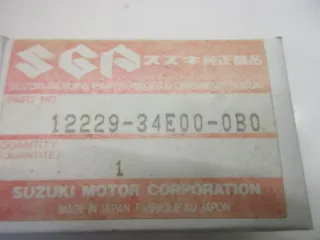 SGP スズキ純正部品
PART NO.
12229-34E00-0B0
QUANTITY
QUANTITE
1
SUZUKI MOTOR CORPORATION
MADE IN JAPAN FABRIQUE AU JAPON